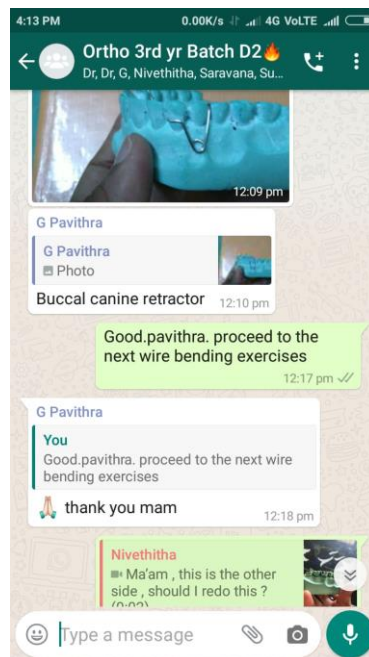 4:13 PM 0.00K/s 4G VoLTE
Ortho 3rd yr Batch D2🔥
Dr, Dr, G, Nivethitha, Saravana, Su...
12:09 pm
G Pavithra
G Pavithra
Photo
Buccal canine retractor 12:10 pm
Good.pavithra. proceed to the
next wire bending exercises
12:17 pm
G Pavithra
You
Good.pavithra. proceed to the next wire
bending exercises
🙏🏻 thank you mam
12:18 pm
Nivethitha
Ma'am , this is the other
side , should I redo this ?
(0:02)
Type a message